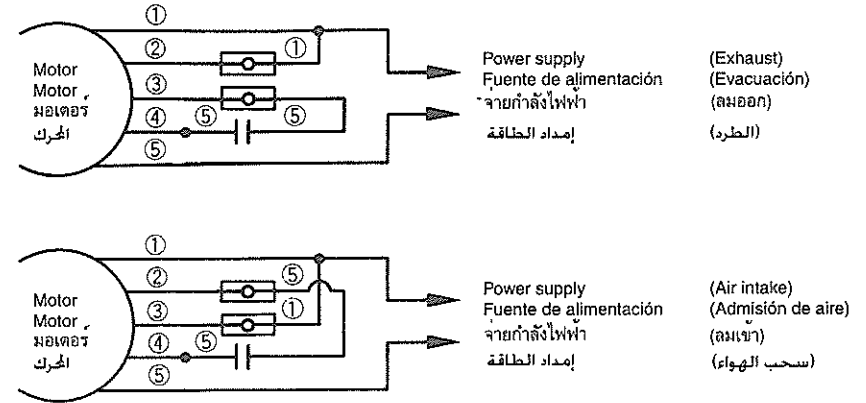 ①
②
①
③
④
⑤
⑤
⑤
Motor
Motor
มอเตอร์
المحرك
Power supply (Exhaust)
Fuente de alimentación (Evacuación)
จ่ายกำลังไฟฟ้า (ลมออก)
إمداد الطاقة (الطرد)
①
②
⑤
③
①
④
⑤
⑤
Motor
Motor
มอเตอร์
المحرك
Power supply (Air intake)
Fuente de alimentación (Admisión de aire)
จ่ายกำลังไฟฟ้า (ลมเข้า)
إمداد الطاقة (سحب الهواء)